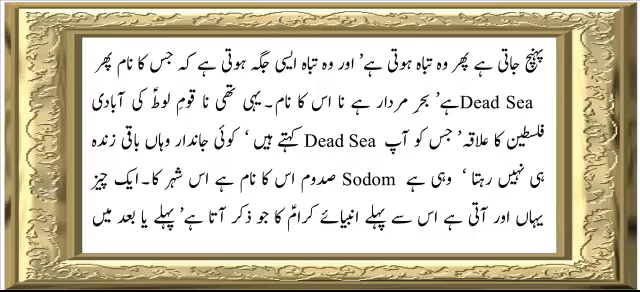 پہنچ جاتی ہے پھر وہ تباہ ہوتی ہے’ اور وہ تباہ ایسی جگہ ہوتی ہے کہ جس کا نام پھر
Dead Sea ہے’ بحر مردار ہے نا اس کا نام۔ یہی تھی نا قومِ لوطؑ کی آبادی
فلسطین کا علاقہ’ جس کو آپ Dead Sea کہتے ہیں ‘ کوئی جاندار وہاں باقی زندہ
ہی نہیں رہتا ‘ وہی ہے Sodom صدوم اس کا نام ہے اس شہر کا۔ ایک چیز
یہاں اور آتی ہے اس سے پہلے انبیائے کرامؑ کا جو ذکر آتا ہے’ پہلے یا بعد میں